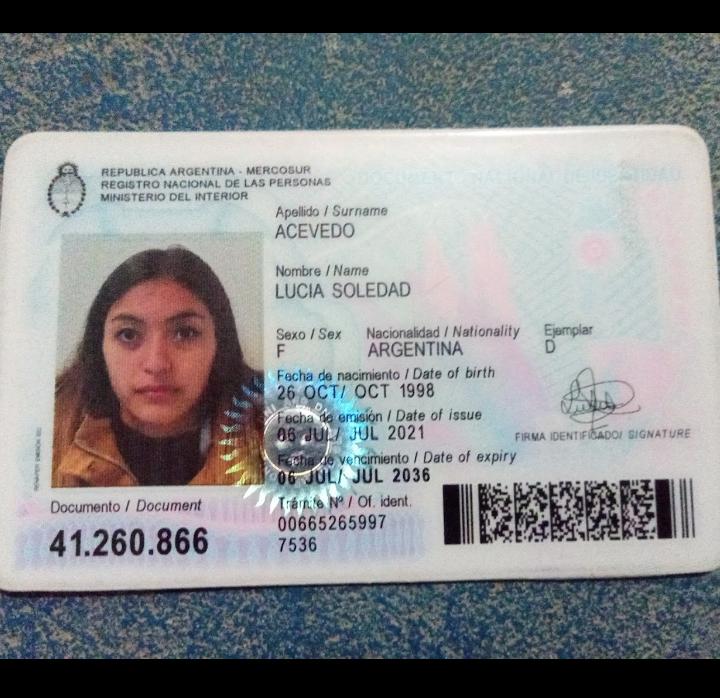 REPUBLICA ARGENTINA - MERCOSUR
REGISTRO NACIONAL DE LAS PERSONAS
MINISTERIO DEL INTERIOR
Apellido / Surname
ACEVEDO
Nombre / Name
LUCIA SOLEDAD
Sexo / Sex Nacionalidad / Nationality Ejemplar
F ARGENTINA D
Fecha de nacimiento / Date of birth
26 OCT/ OCT 1998
Fecha de emisión / Date of issue
06 JUL/ JUL 2021
FIRMA IDENTIFICADO/ SIGNATURE
Fecha de vencimiento / Date of expiry
06 JUL/ JUL 2036
Documento / Document
41.260.866
Trámite Nº / Of. ident.
00665265997
7536